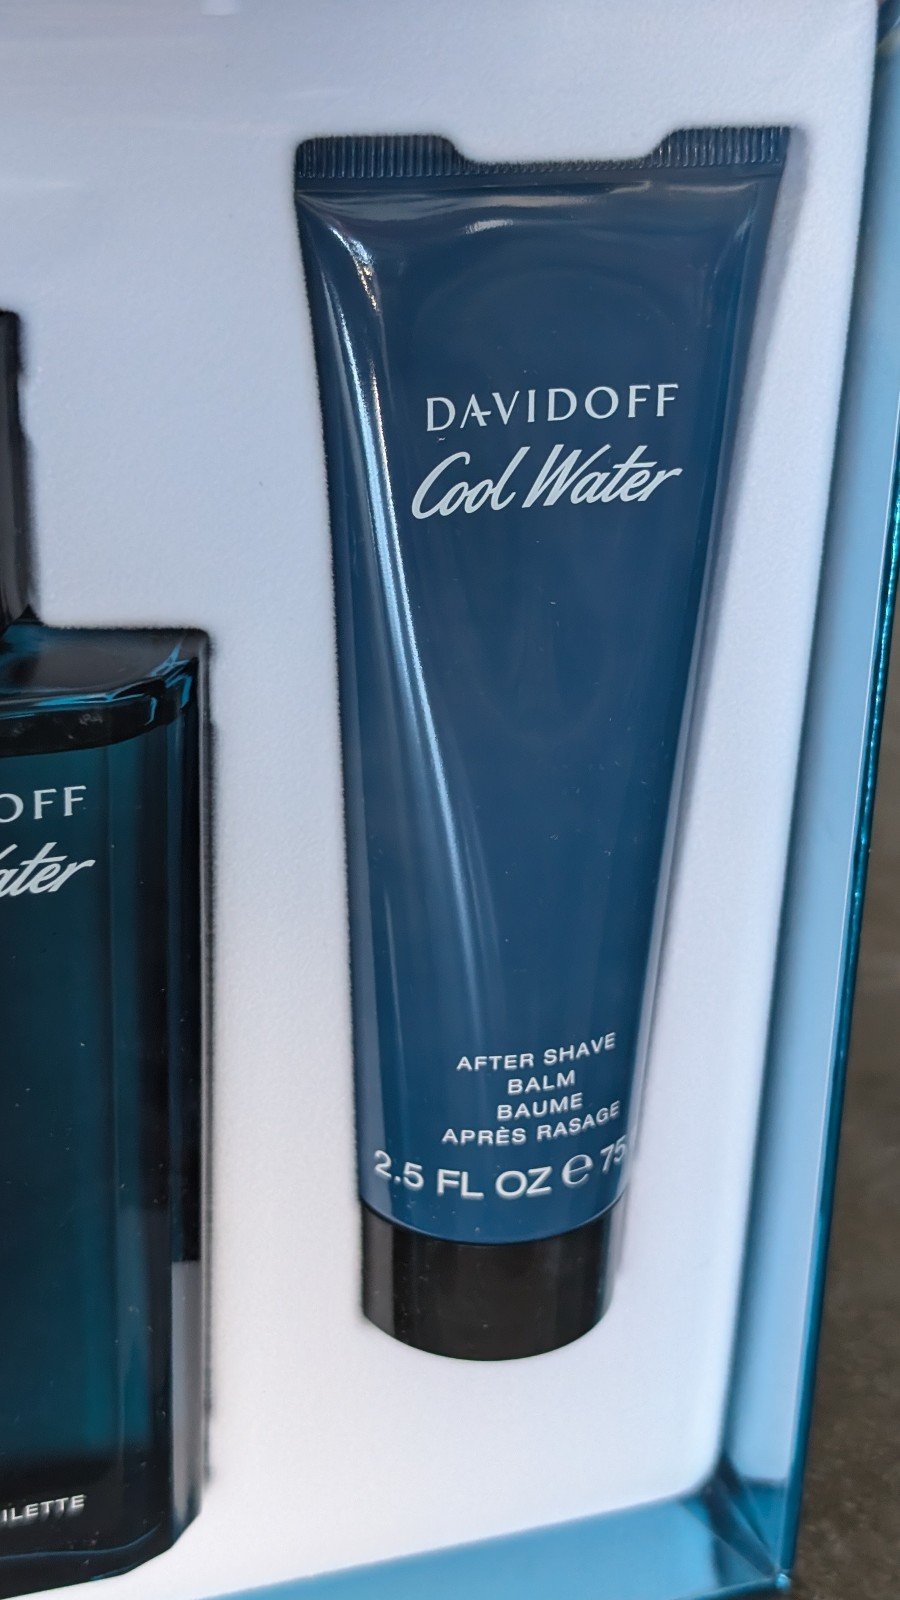 DAVIDOFF
Cool Water
AFTER SHAVE
BALM
BAUME
APRÈS RASAGE
2.5 FL OZ ℮ 75
OFF
ater
ILETTE